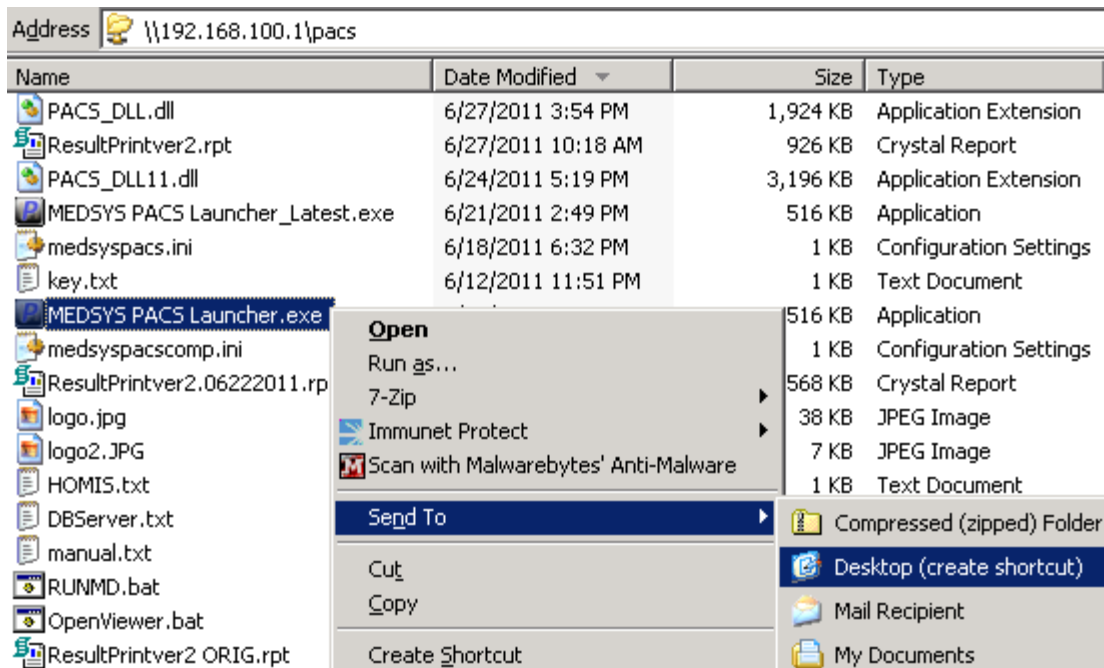 Address \\192.168.100.1\pacs
Name Date Modified Size Type
PACS_DLL.dll 6/27/2011 3:54 PM 1,924 KB Application Extension
ResultPrintver2.rpt 6/27/2011 10:18 AM 926 KB Crystal Report
PACS_DLL11.dll 6/24/2011 5:19 PM 3,196 KB Application Extension
MEDSYS PACS Launcher_Latest.exe 6/21/2011 2:49 PM 516 KB Application
medsyspacs.ini 6/18/2011 6:32 PM 1 KB Configuration Settings
key.txt 6/12/2011 11:51 PM 1 KB Text Document
MEDSYS PACS Launcher.exe 516 KB Application
medsyspacscomp.ini 1 KB Configuration Settings
ResultPrintver2.06222011.rp 568 KB Crystal Report
logo.jpg 38 KB JPEG Image
logo2.JPG 7 KB JPEG Image
HOMIS.txt 1 KB Text Document
DBServer.txt
manual.txt
RUNMD.bat
OpenViewer.bat
ResultPrintver2 ORIG.rpt
Open
Run as...
7-Zip
Immunet Protect
Scan with Malwarebytes' Anti-Malware
Send To
Cut
Copy
Create Shortcut
Compressed (zipped) Folder
Desktop (create shortcut)
Mail Recipient
My Documents